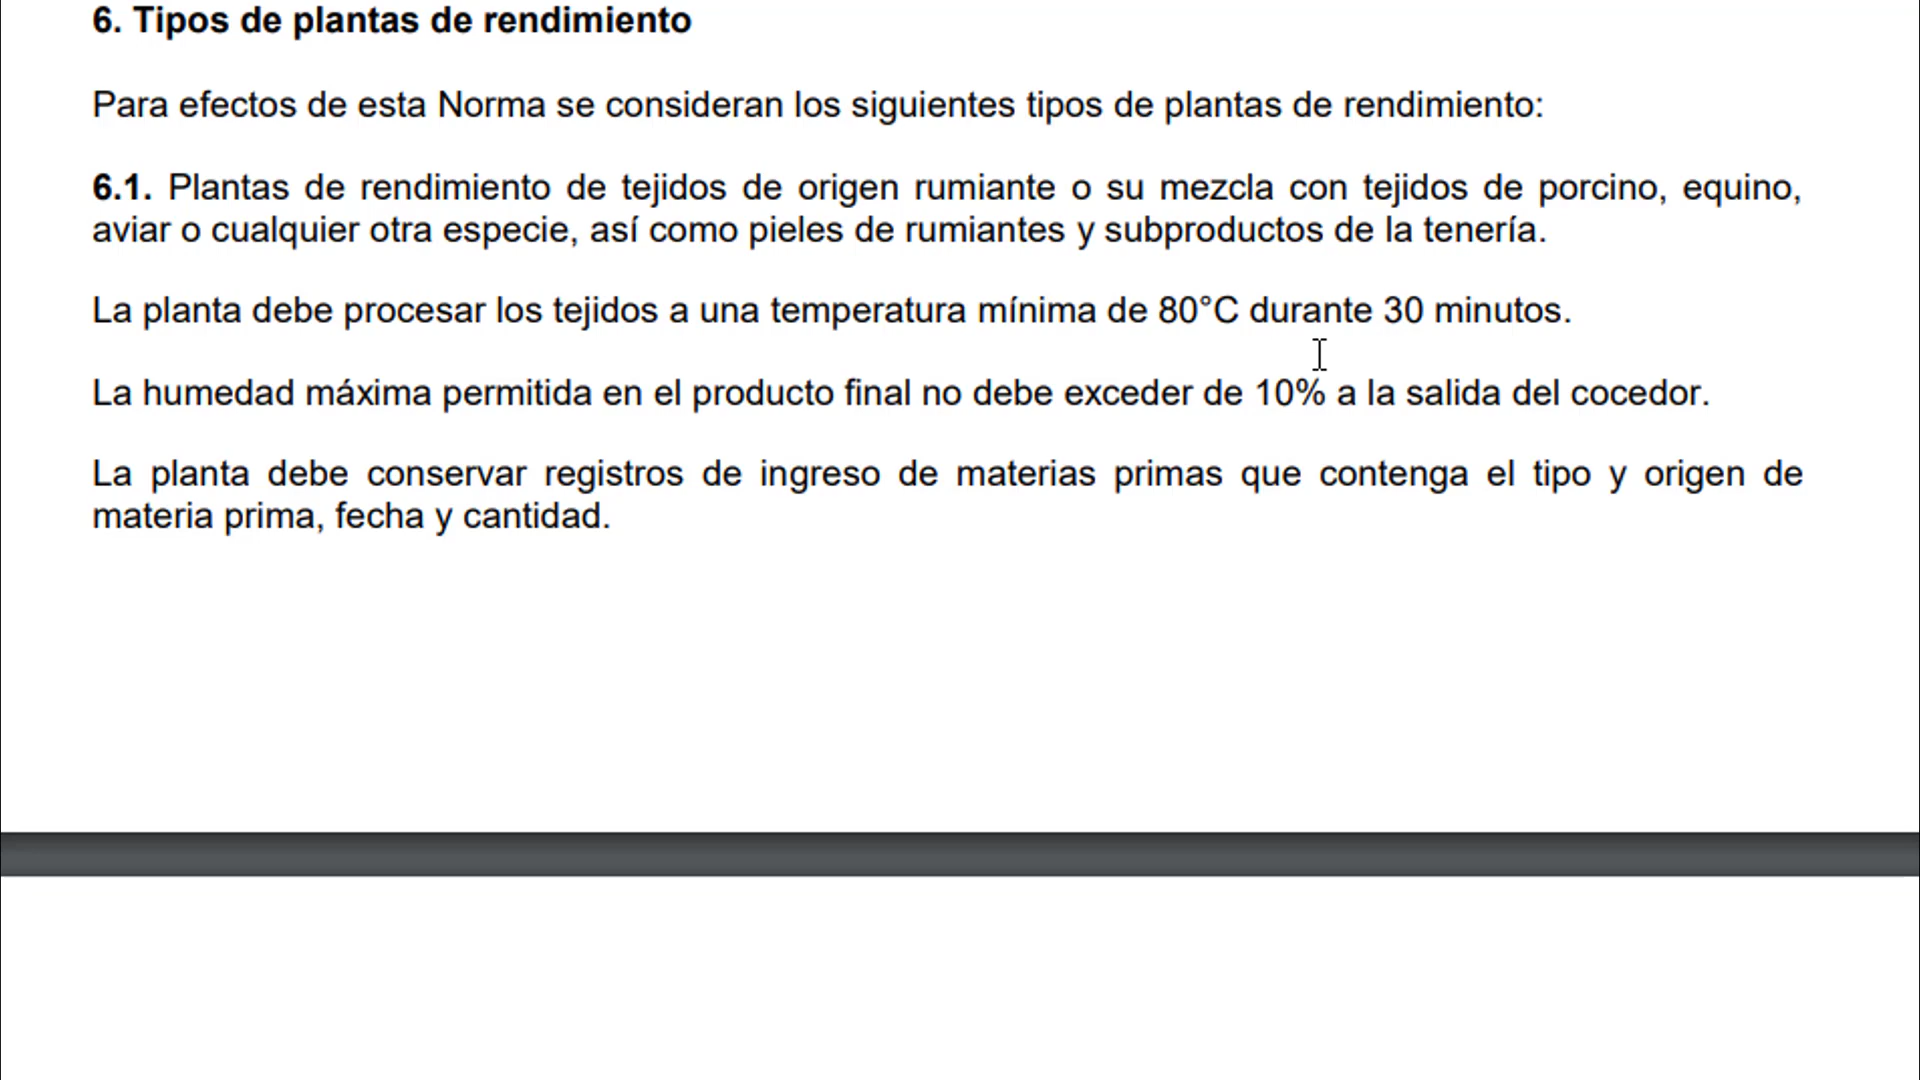 6. Tipos de plantas de rendimiento
Para efectos de esta Norma se consideran los siguientes tipos de plantas de rendimiento:
6.1. Plantas de rendimiento de tejidos de origen rumiante o su mezcla con tejidos de porcino, equino,
aviar o cualquier otra especie, así como pieles de rumiantes y subproductos de la tenería.
La planta debe procesar los tejidos a una temperatura mínima de 80°C durante 30 minutos.
La humedad máxima permitida en el producto final no debe exceder de 10% a la salida del cocedor.
La planta debe conservar registros de ingreso de materias primas que contenga el tipo y origen de
materia prima, fecha y cantidad.